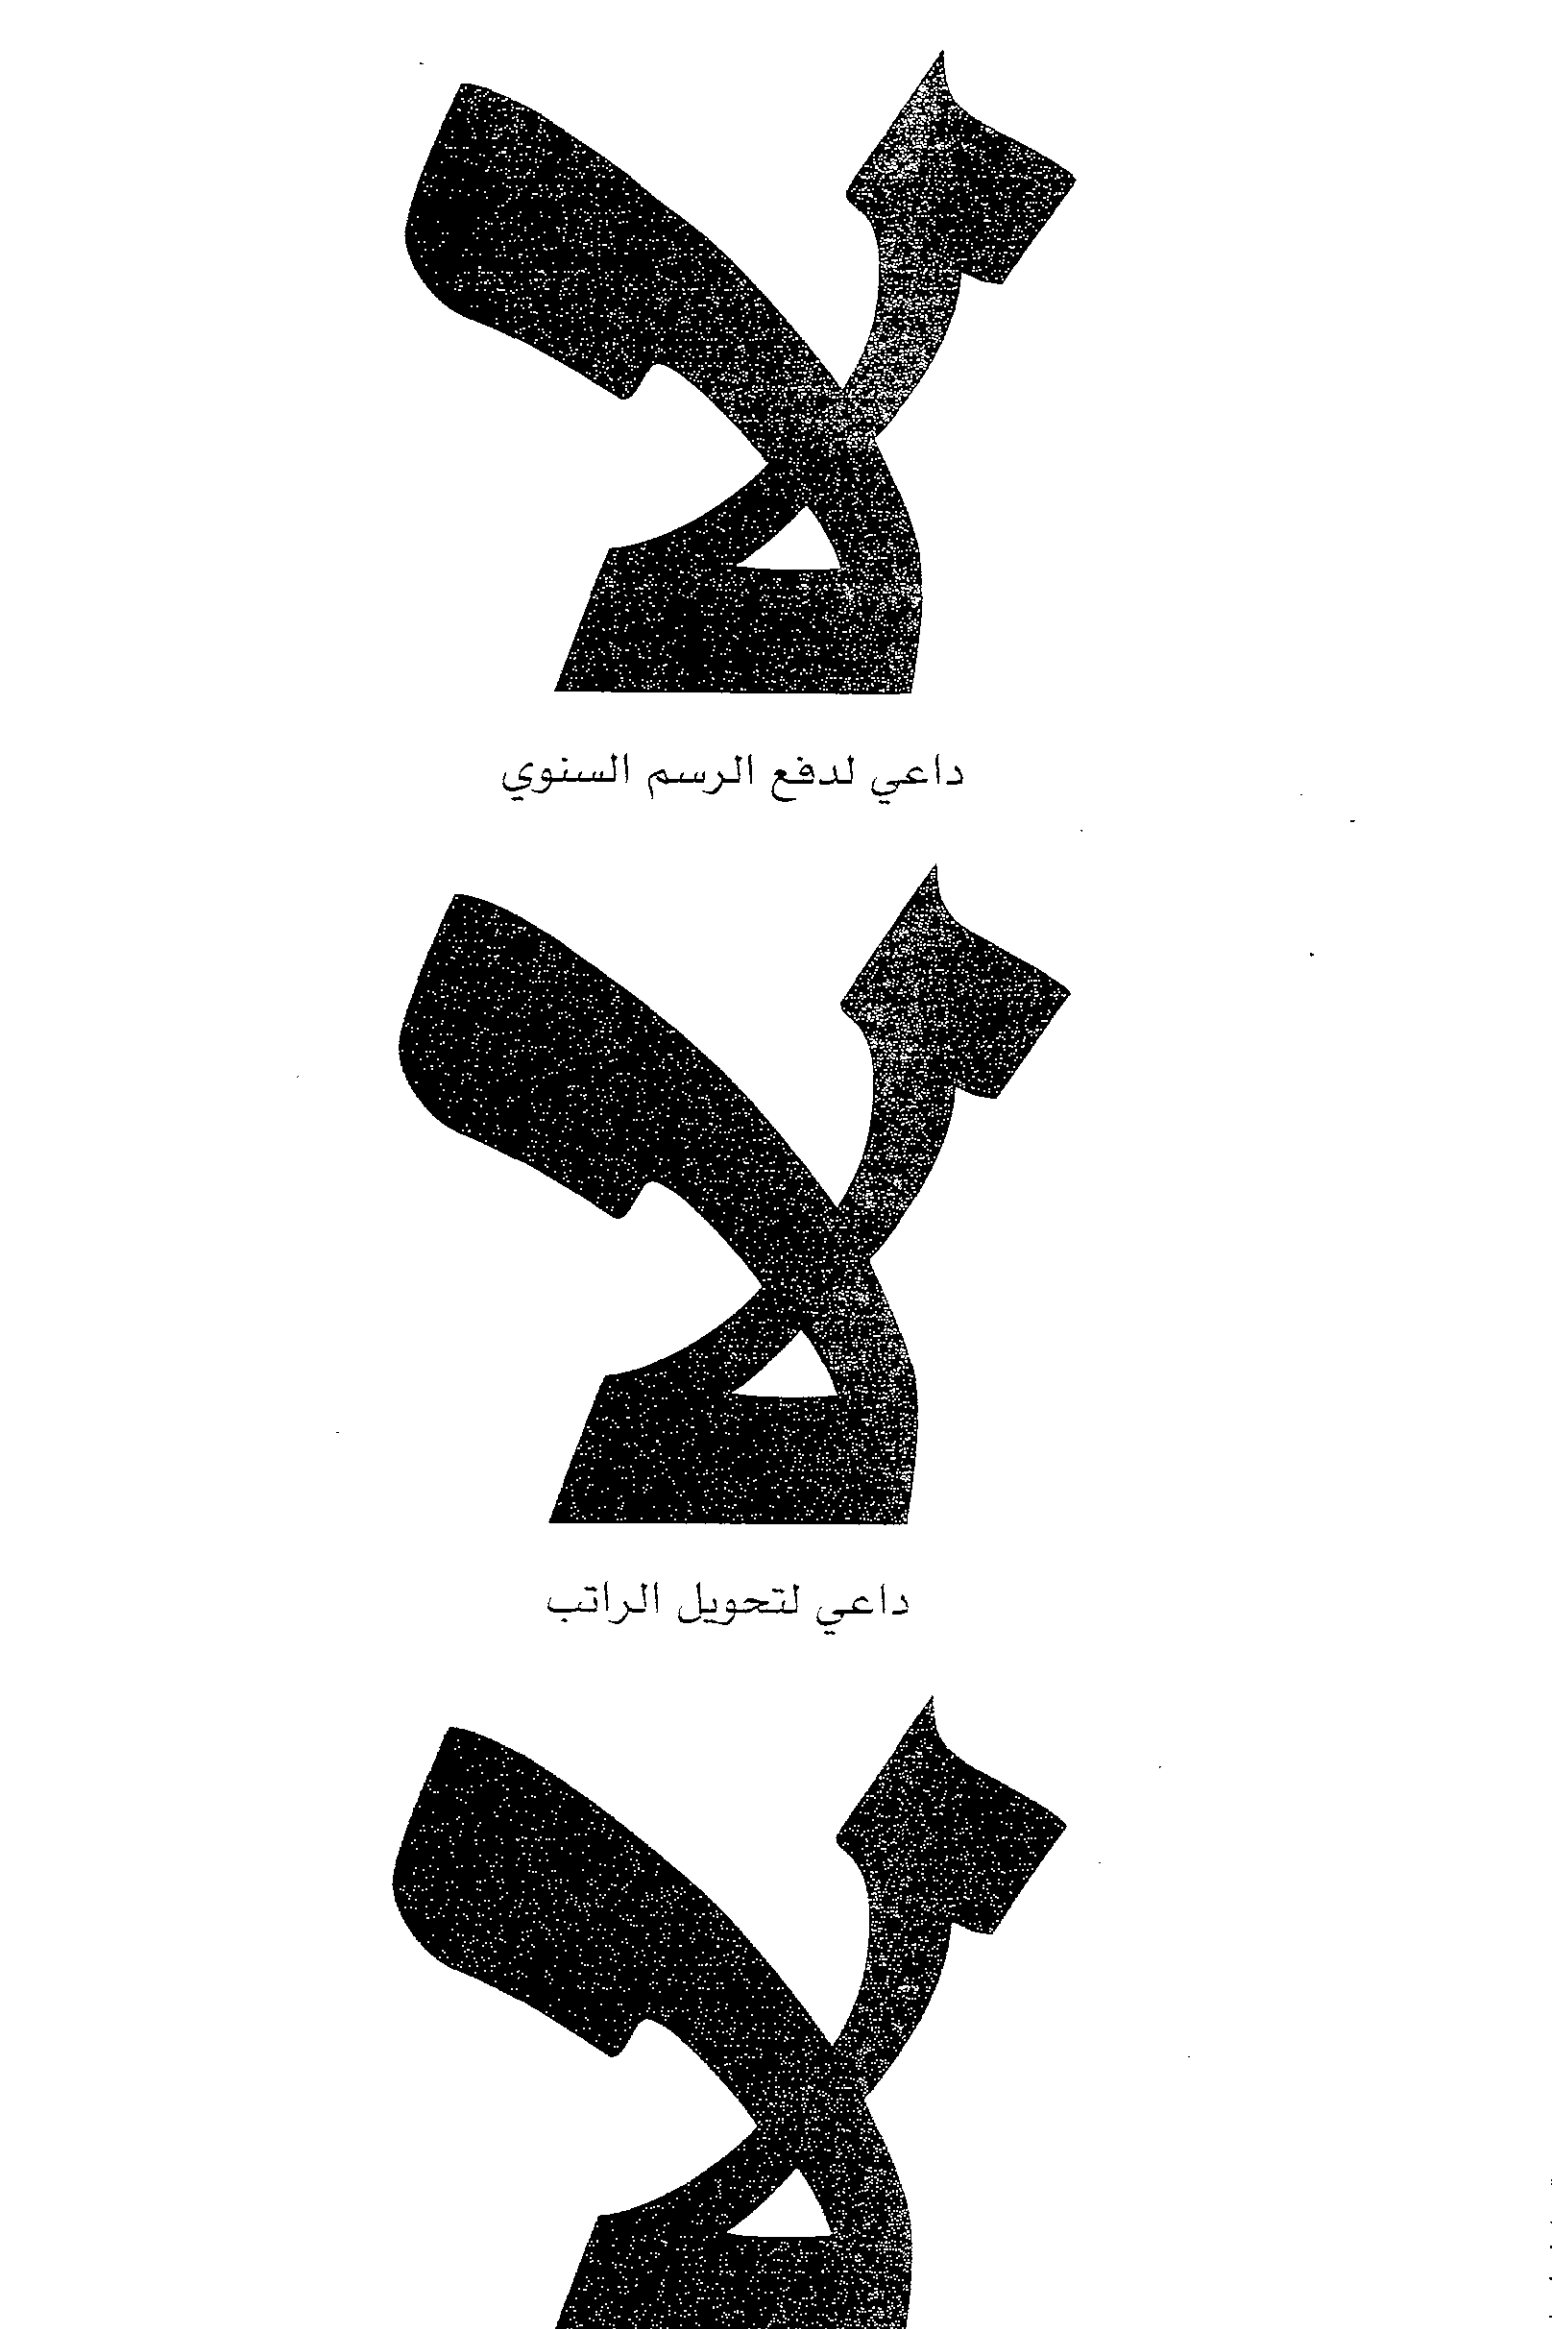 لا
داعي لدفع الرسم السنوي
لا
داعي لتحويل الراتب
لا